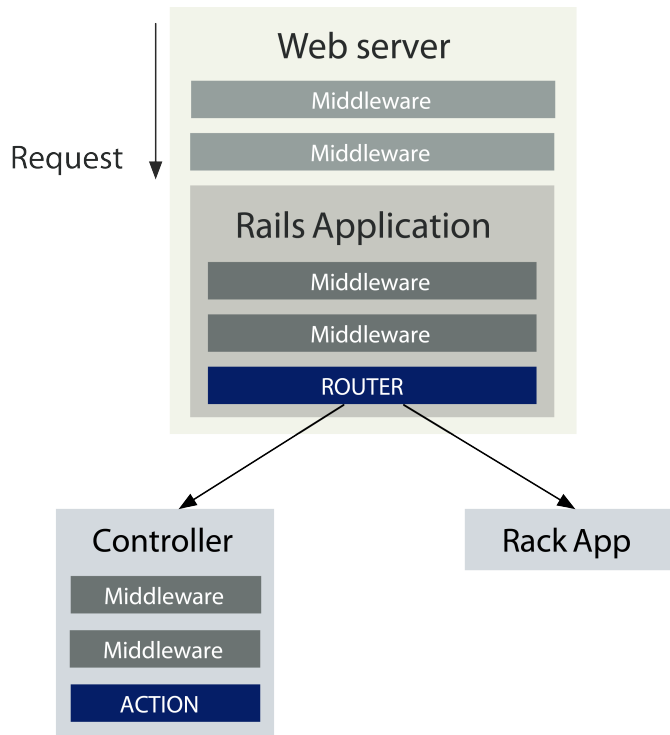 Web server
Middleware
Request
Middleware
Rails Application
Middleware
Middleware
ROUTER
Controller
Middleware
Middleware
ACTION
Rack App